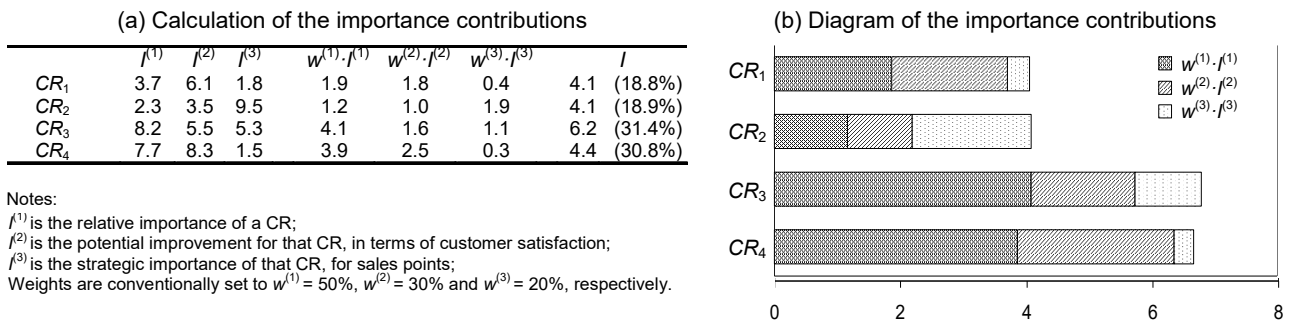 (a) Calculation of the importance contributions
I(1) I(2) I(3) w(1)·I(1) w(2)·I(2) w(3)·I(3) I
CR1 3.7 6.1 1.8 1.9 1.8 0.4 4.1 (18.8%)
CR2 2.3 3.5 9.5 1.2 1.0 1.9 4.1 (18.9%)
CR3 8.2 5.5 5.3 4.1 1.6 1.1 6.2 (31.4%)
CR4 7.7 8.3 1.5 3.9 2.5 0.3 4.4 (30.8%)
Notes:
I(1) is the relative importance of a CR;
I(2) is the potential improvement for that CR, in terms of customer satisfaction;
I(3) is the strategic importance of that CR, for sales points;
Weights are conventionally set to w(1) = 50%, w(2) = 30% and w(3) = 20%, respectively.
(b) Diagram of the importance contributions
CR1
CR2
CR3
CR4
w(1)·I(1)
w(2)·I(2)
w(3)·I(3)
0 2 4 6 8